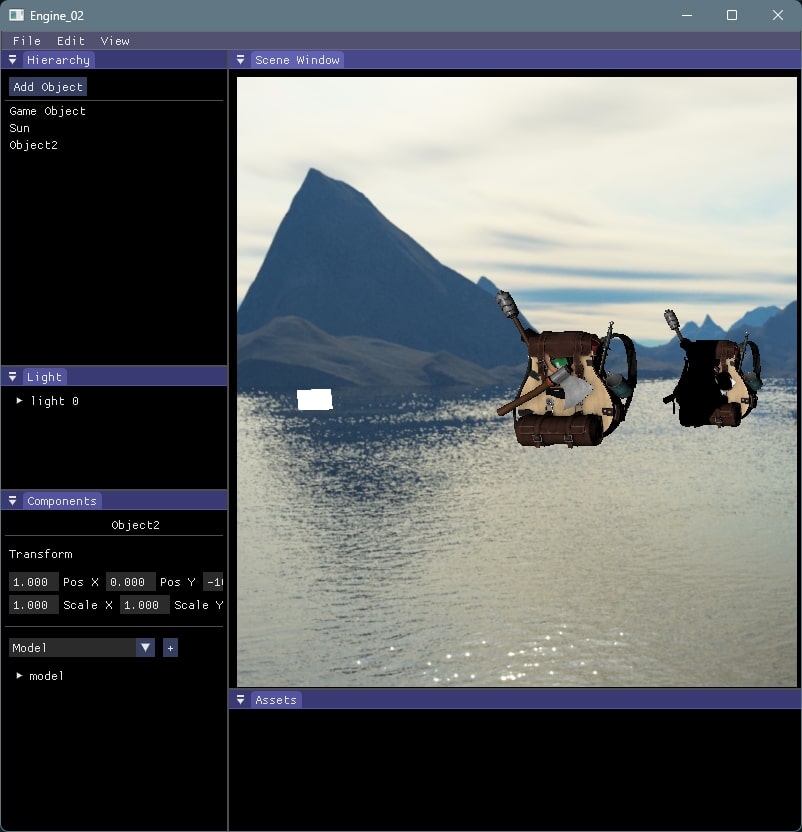 Engine_02
File Edit View
Hierarchy
Add Object
Game Object
Sun
Object2
Light
light 0
Components
Object2
Transform
1.000 Pos X 0.000 Pos Y
1.000 Scale X 1.000 Scale Y
Model +
model
Scene Window
Assets